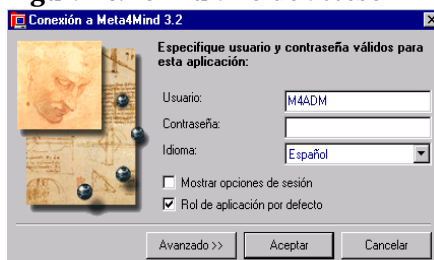 Conexión a Meta4Mind 3.2
Especifique usuario y contraseña válidos para
esta aplicación:
Usuario:
M4ADM
Contraseña:
Idioma:
Español
Mostrar opciones de sesión
Rol de aplicación por defecto
Avanzado >>
Aceptar
Cancelar